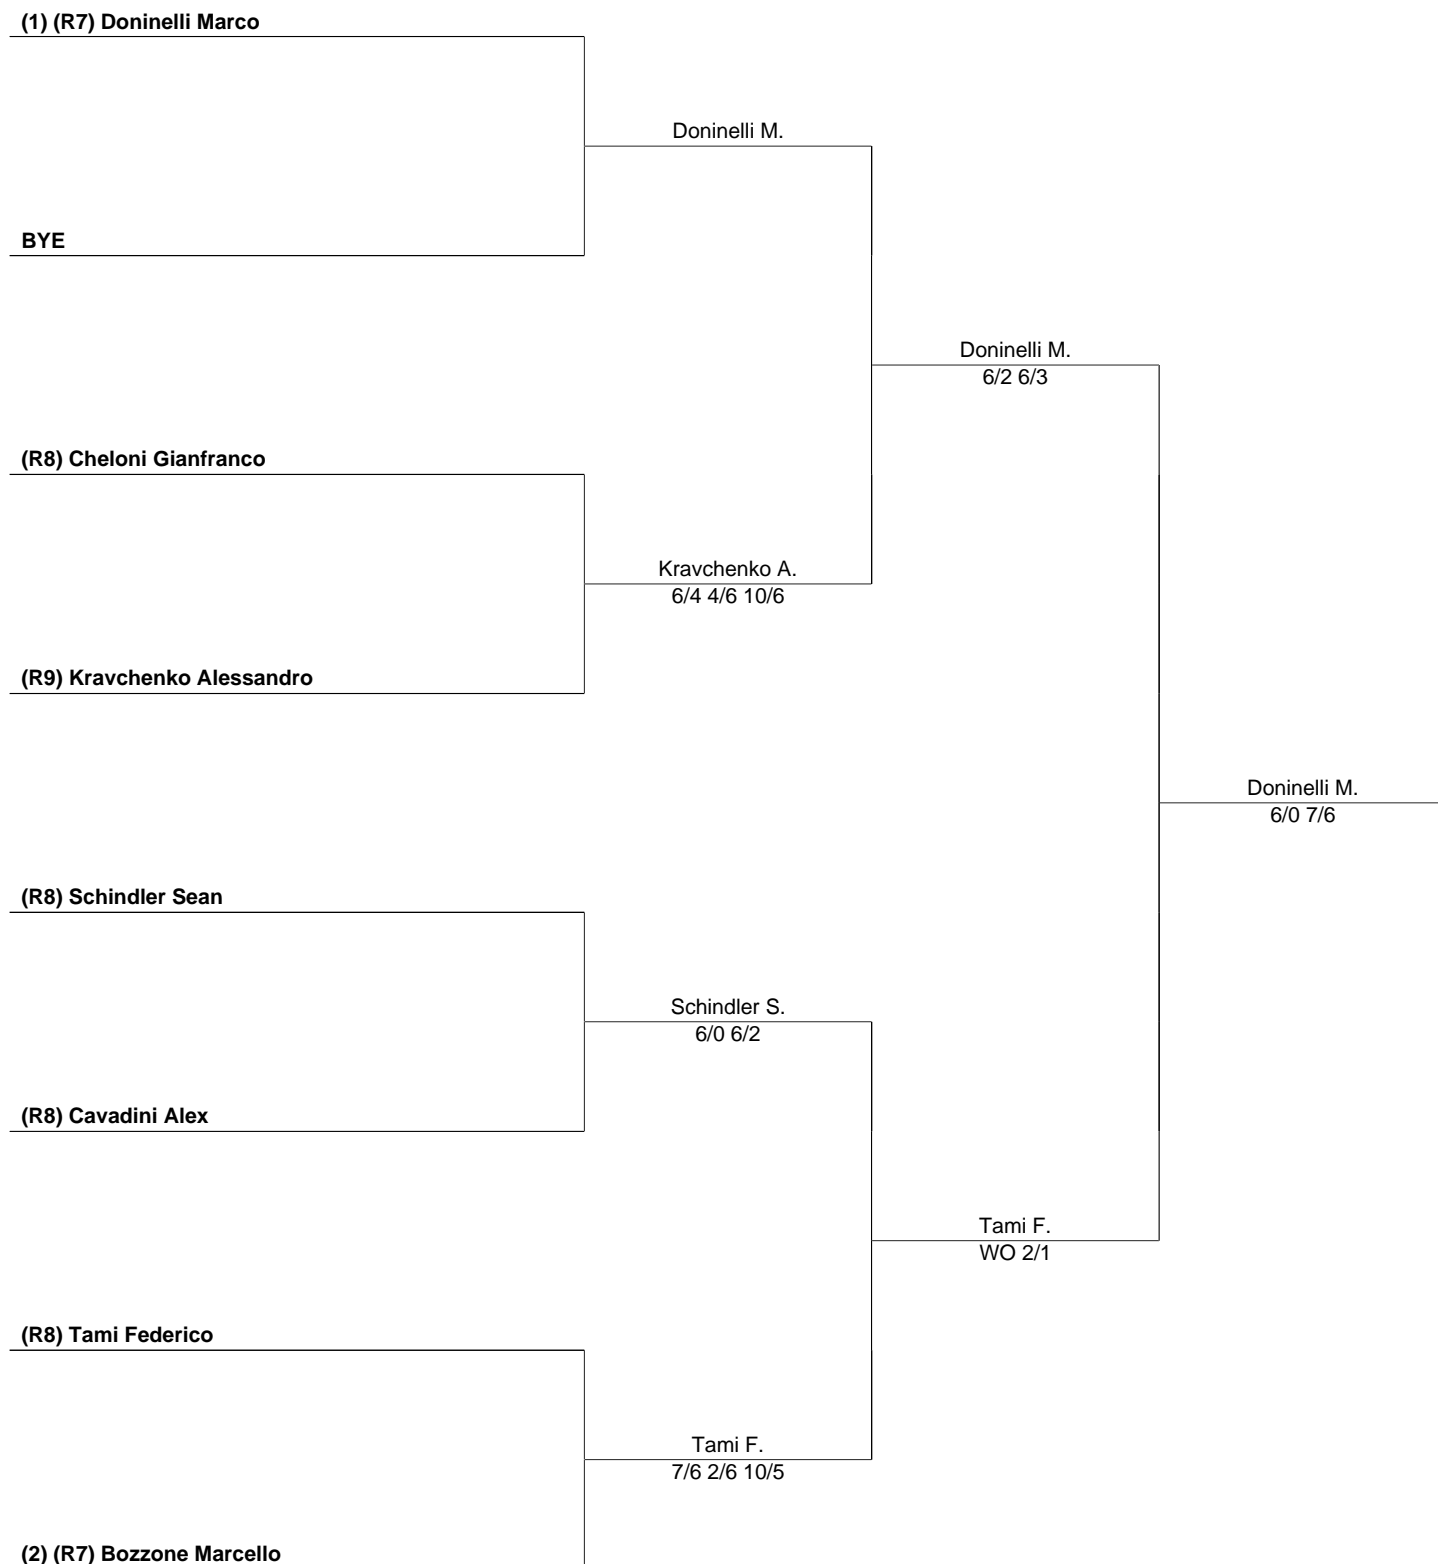 (1) (R7) Doninelli Marco
Doninelli M.
BYE
Doninelli M.
6/2 6/3
(R8) Cheloni Gianfranco
Kravchenko A.
6/4 4/6 10/6
(R9) Kravchenko Alessandro
Doninelli M.
6/0 7/6
(R8) Schindler Sean
Schindler S.
6/0 6/2
(R8) Cavadini Alex
Tami F.
WO 2/1
(R8) Tami Federico
Tami F.
7/6 2/6 10/5
(2) (R7) Bozzone Marcello